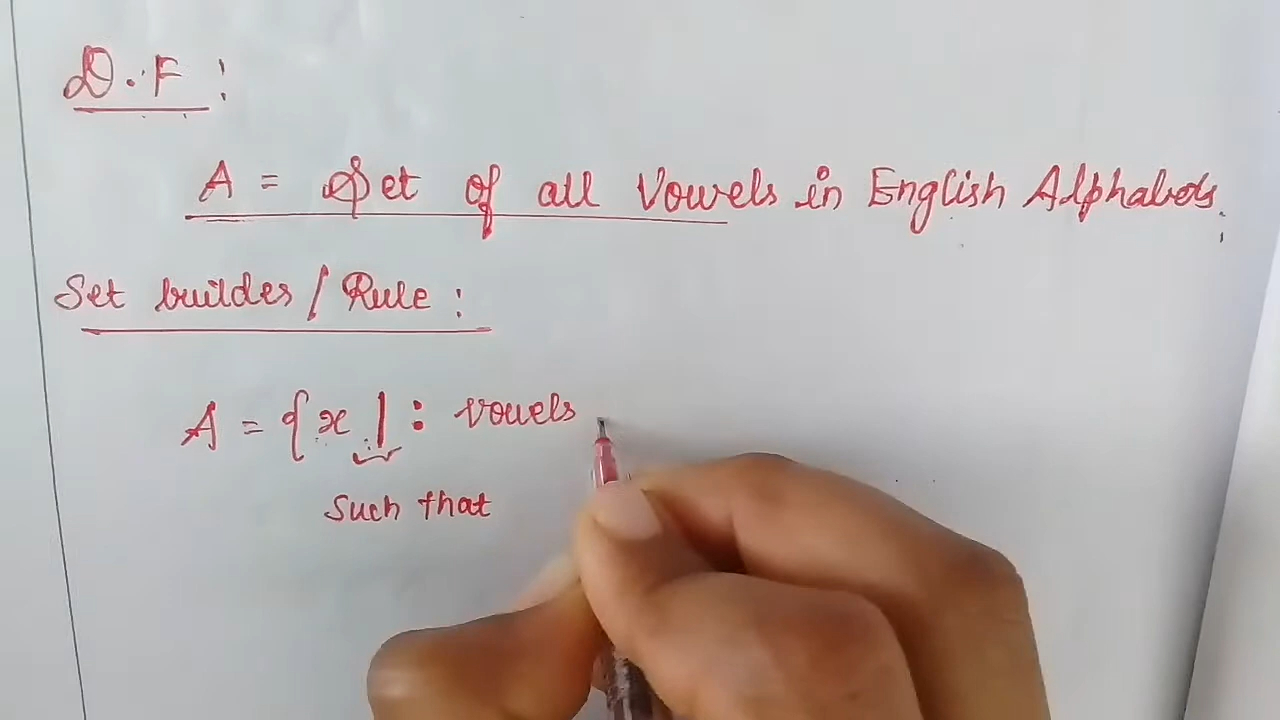 D.F :
A = Set of all Vowels in English Alphabets.
Set builder / Rule :
A = { x | : vowels
Such that